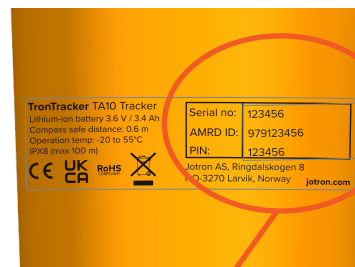 TronTracker TA10 Tracker
Lithium-ion battery 3.6 V / 3.4 Ah
Compass safe distance: 0.6 m
Operation temp: -20 to 55°C
IPX8 (max 100 m)
CE UK CA RoHS COMPLIANT
Serial no: 123456
AMRD ID: 979123456
PIN: 123456
Jotron AS, Ringdalskogen 8
NO-3270 Larvik, Norway jotron.com